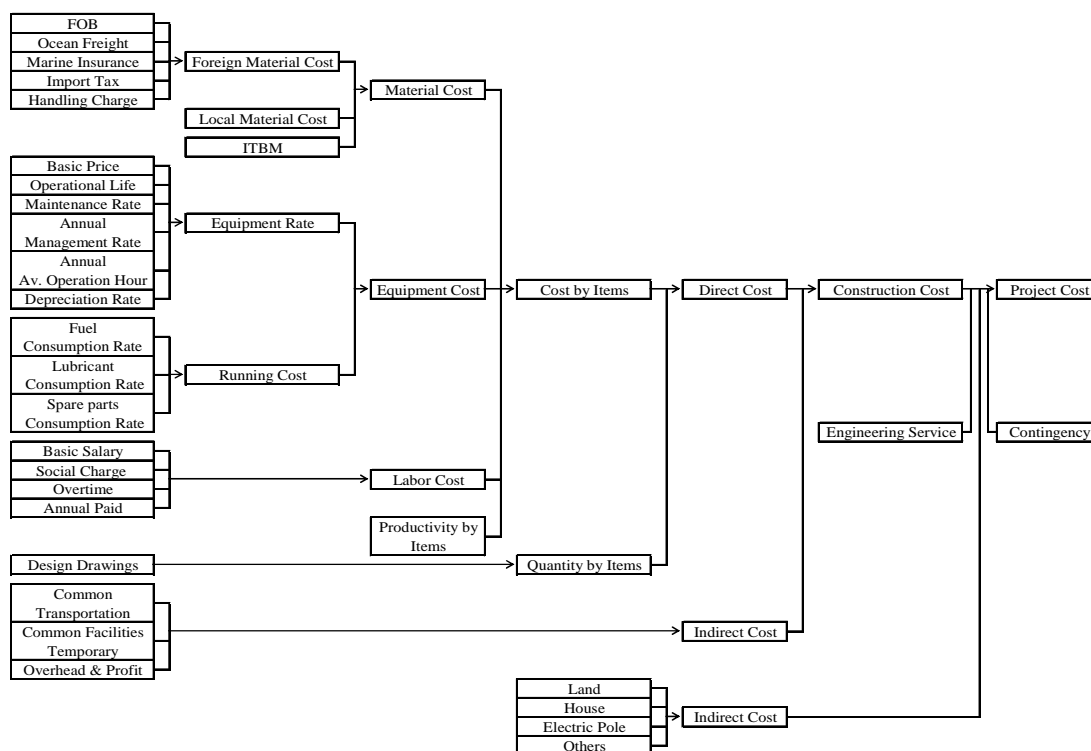 FOB
Ocean Freight
Marine Insurance
Import Tax
Handling Charge
Foreign Material Cost
Local Material Cost
ITBM
Material Cost
Basic Price
Operational Life
Maintenance Rate
Annual
Management Rate
Annual
Av. Operation Hour
Depreciation Rate
Equipment Rate
Fuel
Consumption Rate
Lubricant
Consumption Rate
Spare parts
Consumption Rate
Running Cost
Equipment Cost
Cost by Items
Direct Cost
Construction Cost
Project Cost
Engineering Service
Contingency
Basic Salary
Social Charge
Overtime
Annual Paid
Labor Cost
Productivity by
Items
Design Drawings
Quantity by Items
Common
Transportation
Common Facilities
Temporary
Overhead & Profit
Indirect Cost
Land
House
Electric Pole
Others
Indirect Cost